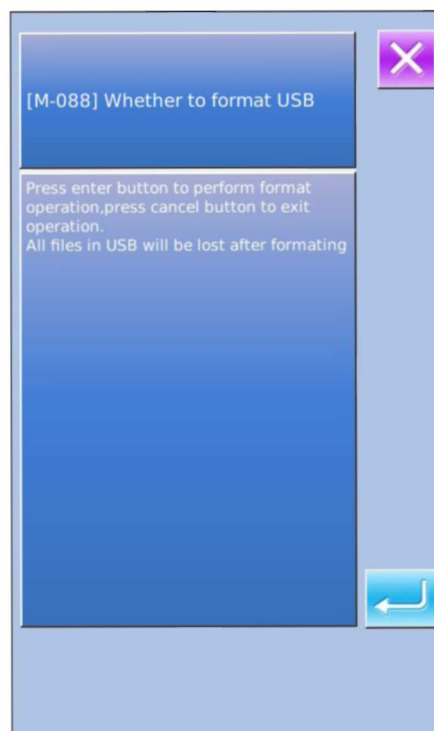 [M-088] Whether to format USB
Press enter button to perform format
operation,press cancel button to exit
operation.
All files in USB will be lost after formating